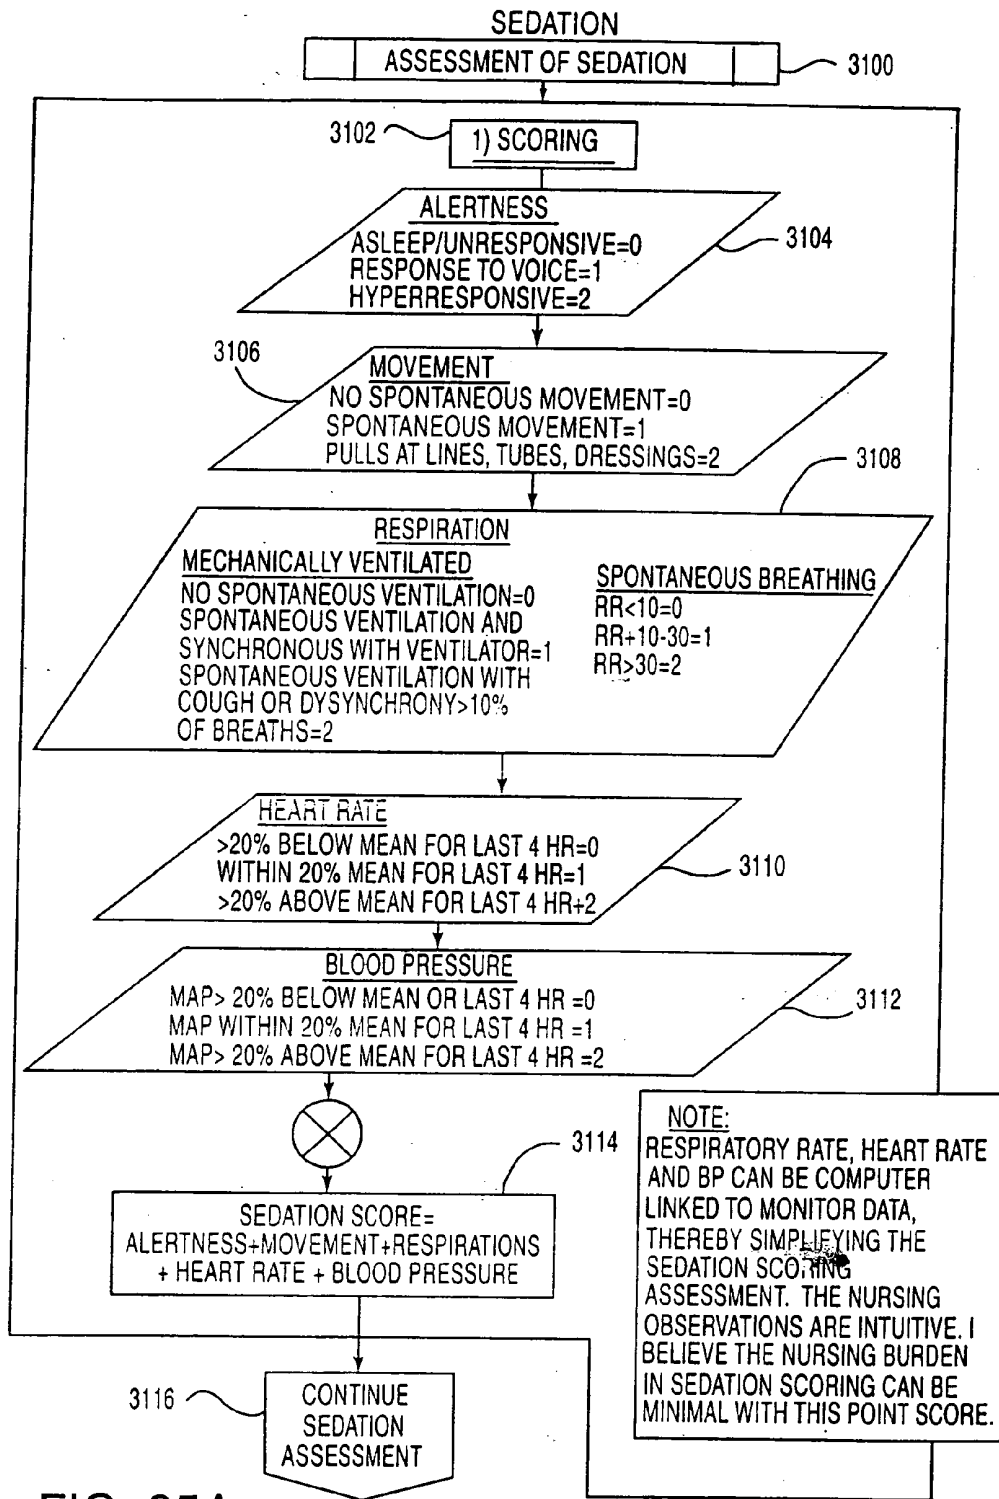 SEDATION
ASSESSMENT OF SEDATION
3100
3102
1) SCORING
ALERTNESS
ASLEEP/UNRESPONSIVE=0
RESPONSE TO VOICE=1
HYPERRESPONSIVE=2
3104
3106
MOVEMENT
NO SPONTANEOUS MOVEMENT=0
SPONTANEOUS MOVEMENT=1
PULLS AT LINES, TUBES, DRESSINGS=2
3108
RESPIRATION
MECHANICALLY VENTILATED
NO SPONTANEOUS VENTILATION=0
SPONTANEOUS VENTILATION AND
SYNCHRONOUS WITH VENTILATOR=1
SPONTANEOUS VENTILATION WITH
COUGH OR DYSYNCHRONY>10%
OF BREATHS=2
SPONTANEOUS BREATHING
RR<10=0
RR+10-30=1
RR>30=2
HEART RATE
>20% BELOW MEAN FOR LAST 4 HR=0
WITHIN 20% MEAN FOR LAST 4 HR=1
>20% ABOVE MEAN FOR LAST 4 HR+2
3110
BLOOD PRESSURE
MAP> 20% BELOW MEAN OR LAST 4 HR =0
MAP WITHIN 20% MEAN FOR LAST 4 HR =1
MAP> 20% ABOVE MEAN FOR LAST 4 HR =2
3112
3114
SEDATION SCORE=
ALERTNESS+MOVEMENT+RESPIRATIONS
+ HEART RATE + BLOOD PRESSURE
3116
CONTINUE
SEDATION
ASSESSMENT
NOTE:
RESPIRATORY RATE, HEART RATE
AND BP CAN BE COMPUTER
LINKED TO MONITOR DATA,
THEREBY SIMPLIFYING THE
SEDATION SCORING
ASSESSMENT. THE NURSING
OBSERVATIONS ARE INTUITIVE. I
BELIEVE THE NURSING BURDEN
IN SEDATION SCORING CAN BE
MINIMAL WITH THIS POINT SCORE.